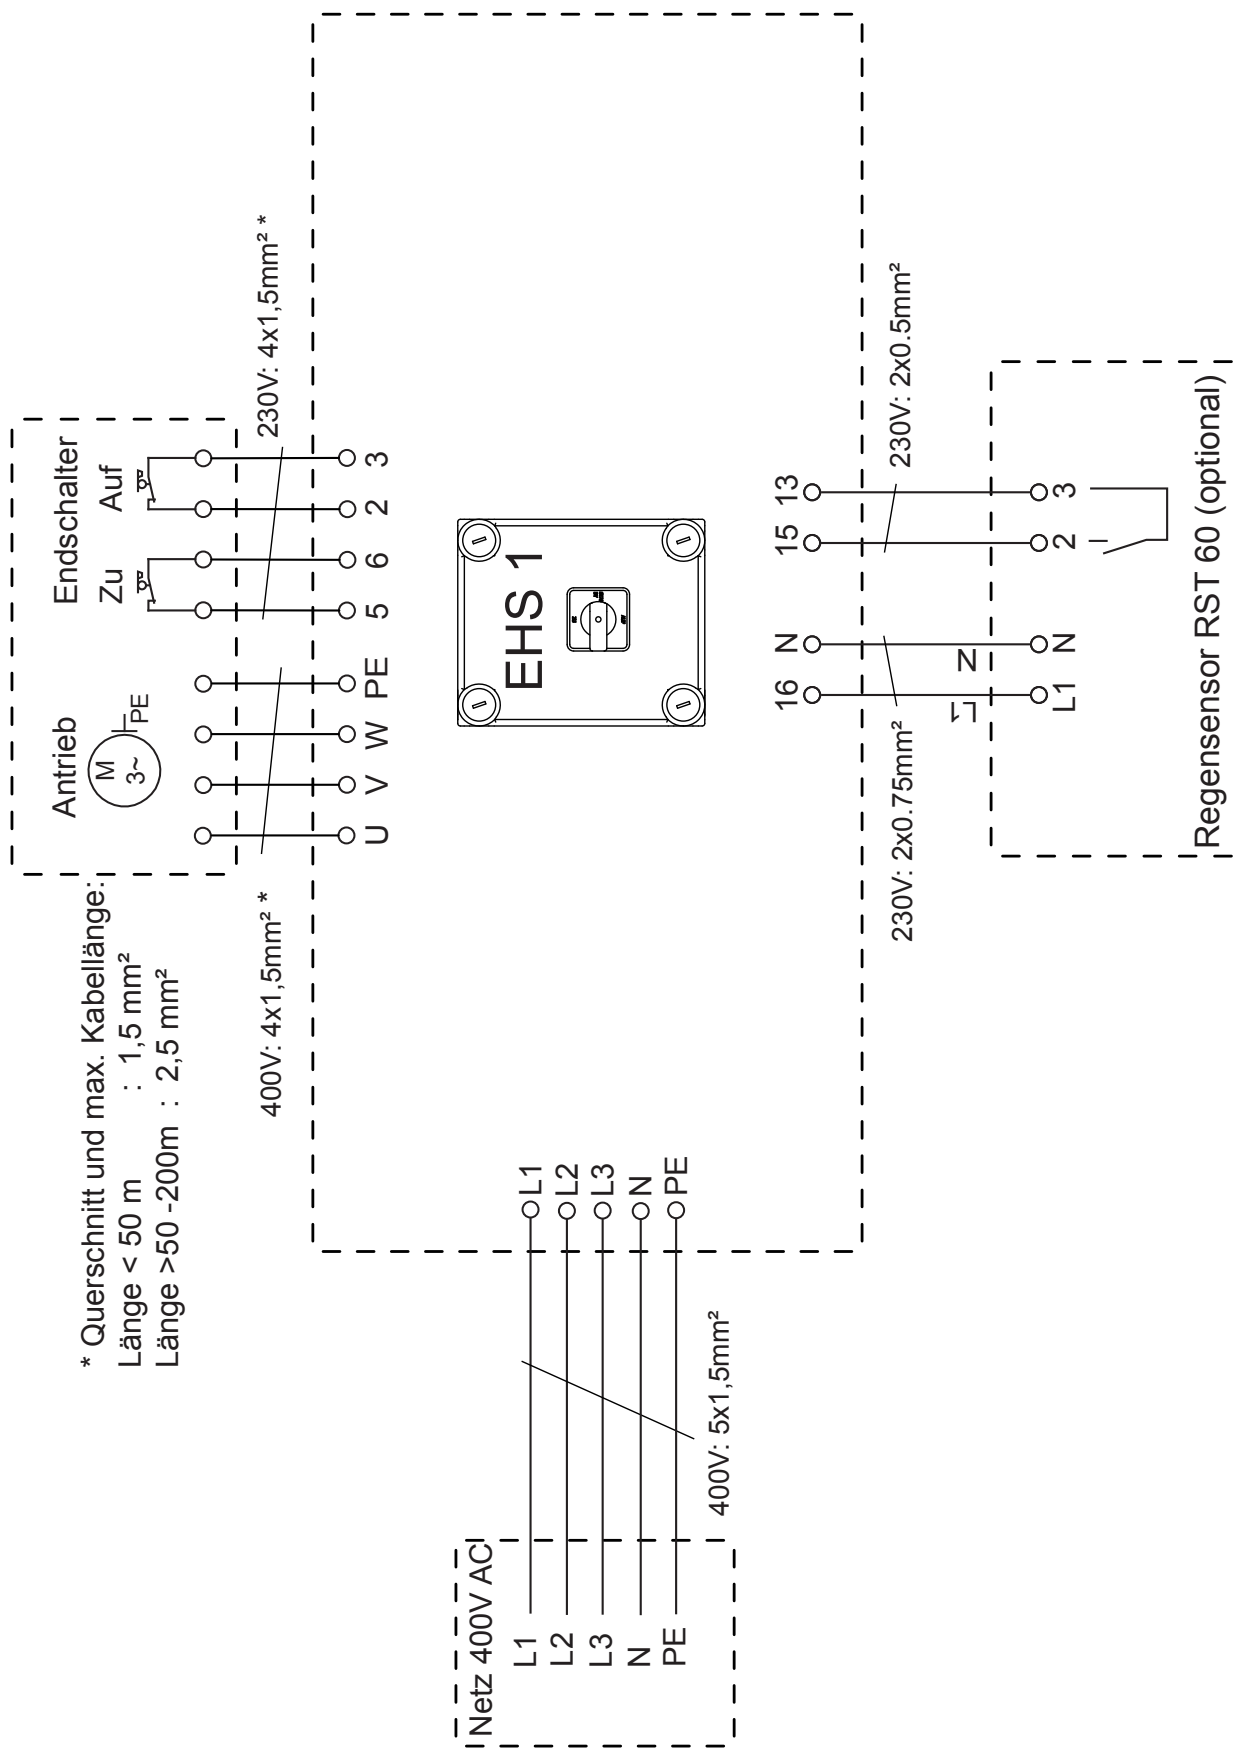 * Querschnitt und max. Kabellänge:
Länge < 50 m : 1,5 mm²
Länge >50 -200m : 2,5 mm²
Antrieb
M
3~
PE
Endschalter
Zu
Auf
400V: 4x1,5mm² *
230V: 4x1,5mm² *
U V W PE 5 6 2 3
EHS 1
Netz 400V AC
L1 L1
L2 L2
L3 L3
N N
PE PE
400V: 5x1,5mm²
16 N 15 13
230V: 2x0.75mm²
L1 N
230V: 2x0.5mm²
L1 N 2 3
Regensensor RST 60 (optional)